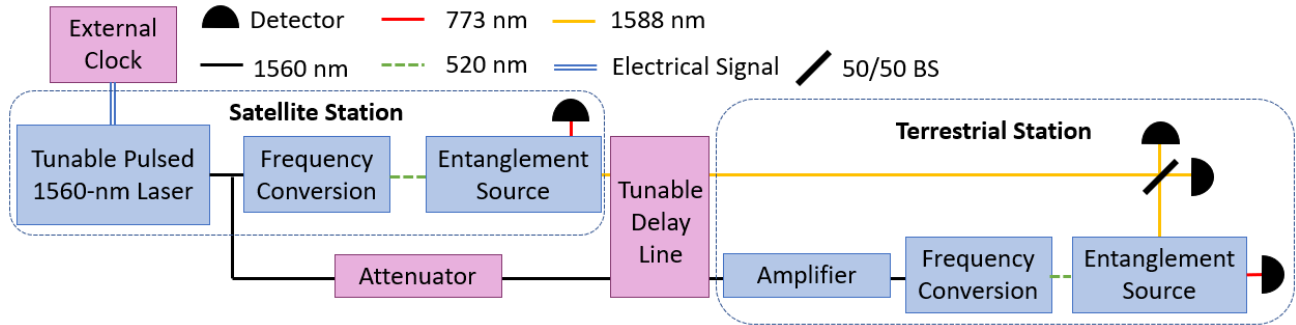 External
Clock
Detector
773 nm
1588 nm
1560 nm
520 nm
Electrical Signal
50/50 BS
Satellite Station
Terrestrial Station
Tunable Pulsed
1560-nm Laser
Frequency
Conversion
Entanglement
Source
Tunable
Delay
Line
Attenuator
Amplifier
Frequency
Conversion
Entanglement
Source